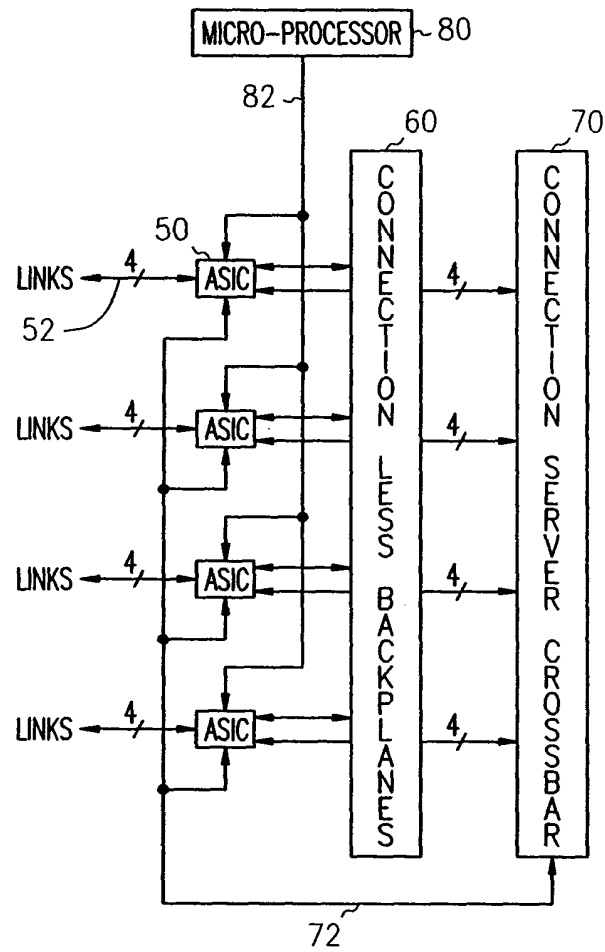 MICRO-PROCESSOR 80
82
60 70
CONNECTION LESS BACKPLANES
CONNECTION SERVER CROSSBAR
50
LINKS 4 ASIC 4
52
LINKS 4 ASIC 4
LINKS 4 ASIC 4
LINKS 4 ASIC 4
72